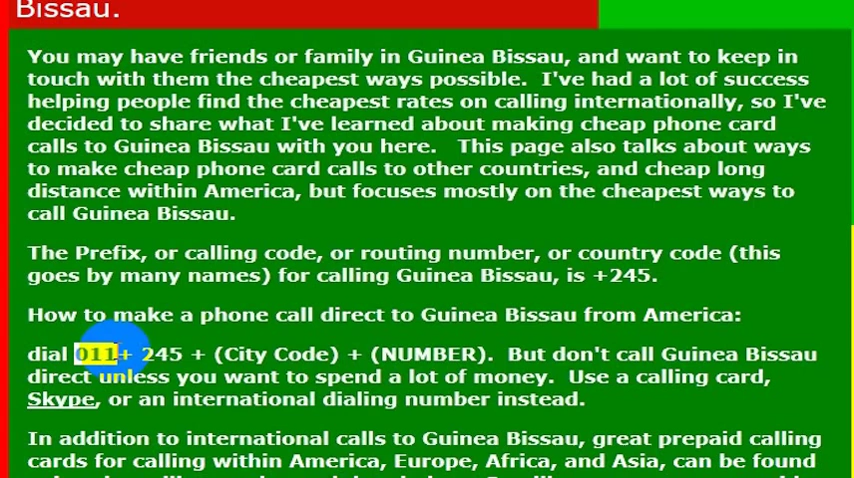 Bissau.
You may have friends or family in Guinea Bissau, and want to keep in
touch with them the cheapest ways possible.  I've had a lot of success
helping people find the cheapest rates on calling internationally, so I've
decided to share what I've learned about making cheap phone card
calls to Guinea Bissau with you here.   This page also talks about ways
to make cheap phone card calls to other countries, and cheap long
distance within America, but focuses mostly on the cheapest ways to
call Guinea Bissau.
The Prefix, or calling code, or routing number, or country code (this
goes by many names) for calling Guinea Bissau, is +245.
How to make a phone call direct to Guinea Bissau from America:
dial 011+ 245 + (City Code) + (NUMBER).  But don't call Guinea Bissau
direct unless you want to spend a lot of money.  Use a calling card,
Skype, or an international dialing number instead.
In addition to international calls to Guinea Bissau, great prepaid calling
cards for calling within America, Europe, Africa, and Asia, can be found